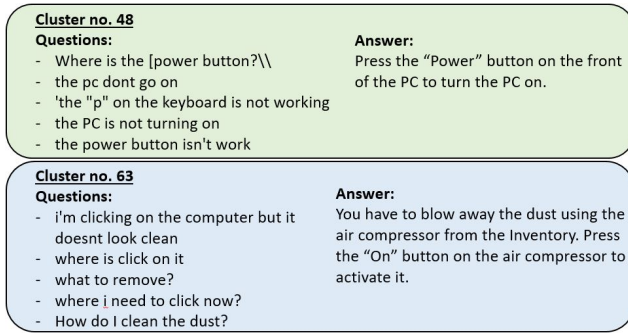 Cluster no. 48
Questions:
- Where is the [power button?\\
- the pc dont go on
- 'the "p" on the keyboard is not working
- the PC is not turning on
- the power button isn't work
Answer:
Press the “Power” button on the front
of the PC to turn the PC on.
Cluster no. 63
Questions:
- i'm clicking on the computer but it
doesnt look clean
- where is click on it
- what to remove?
- where i need to click now?
- How do I clean the dust?
Answer:
You have to blow away the dust using the
air compressor from the Inventory. Press
the “On” button on the air compressor to
activate it.